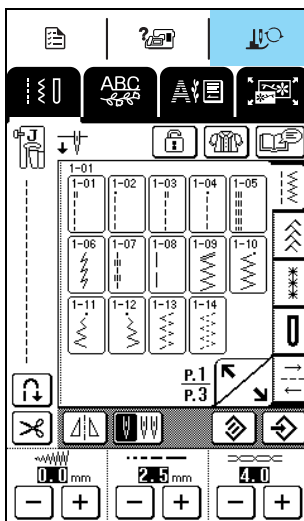 ?
ABC
A
J
1-01
1-01 1-02 1-03 1-04 1-05
1-06 1-07 1-08 1-09 1-10
1-11 1-12 1-13 1-14
P.1
P.3
0.0 mm 2.5 mm 4.0
− + − + − +